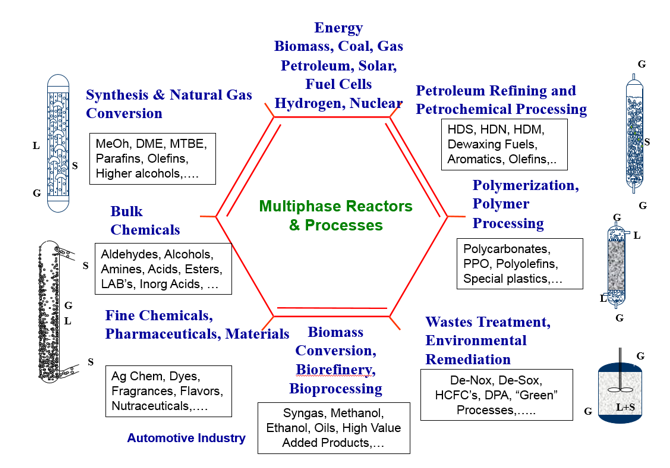 Energy
Biomass, Coal, Gas
Petroleum, Solar,
Fuel Cells
Hydrogen, Nuclear
Synthesis & Natural Gas
Conversion
MeOh, DME, MTBE,
Parafins, Olefins,
Higher alcohols,….
L
S
G
Petroleum Refining and
Petrochemical Processing
HDS, HDN, HDM,
Dewaxing Fuels,
Aromatics, Olefins,..
G
S
G
Multiphase Reactors
& Processes
Bulk
Chemicals
Aldehydes, Alcohols,
Amines, Acids, Esters,
LAB's, Inorg Acids, …
S
G
L
S
Polymerization,
Polymer
Processing
Polycarbonates,
PPO, Polyolefins,
Special plastics,…
G
L
L
G
Fine Chemicals,
Pharmaceuticals, Materials
Ag Chem, Dyes,
Fragrances, Flavors,
Nutraceuticals,….
Biomass
Conversion,
Biorefinery,
Bioprocessing
Syngas, Methanol,
Ethanol, Oils, High Value
Added Products,…
Wastes Treatment,
Environmental
Remediation
De-Nox, De-Sox,
HCFC's, DPA, “Green”
Processes,…..
G
L+S
G
Automotive Industry